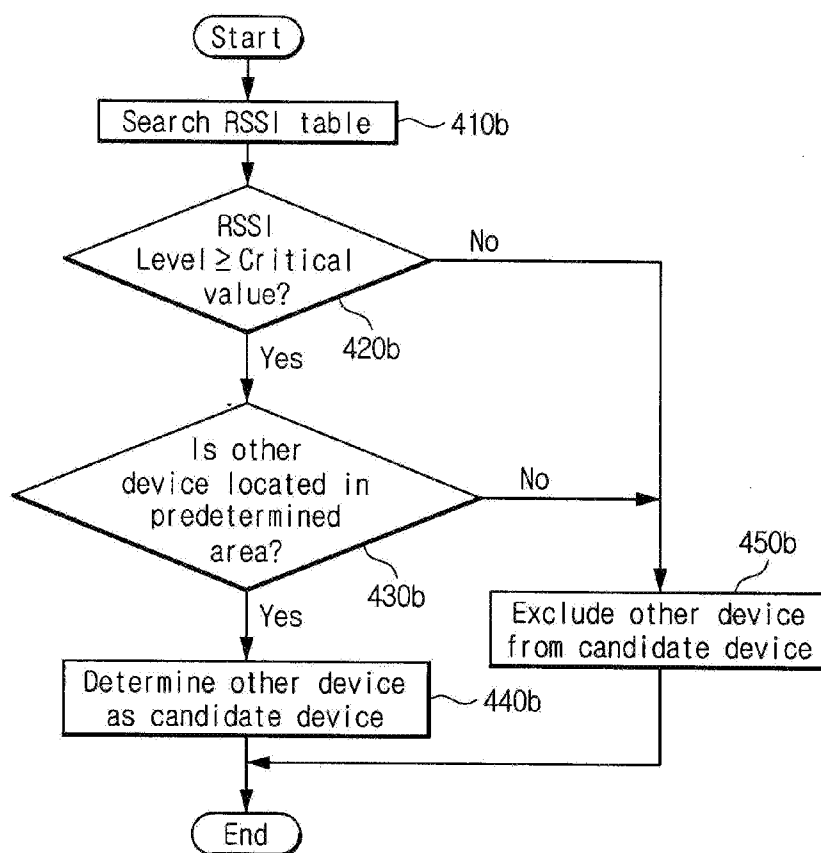 Start
Search RSSI table
410b
RSSI
Level ≥ Critical
value?
No
420b
Yes
Is other
device located in
predetermined
area?
No
430b
Yes
450b
Exclude other device
from candidate device
Determine other device
as candidate device
440b
End